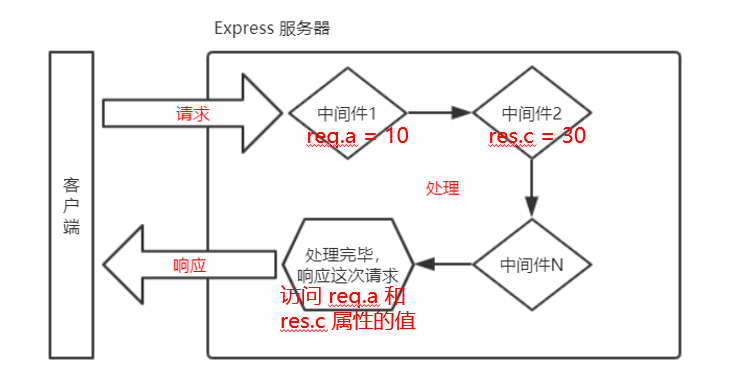 Express 服务器
客户端
请求
中间件1
req.a = 10
中间件2
res.c = 30
处理
响应
处理完毕，
响应这次请求
访问 req.a 和
res.c 属性的值
中间件N